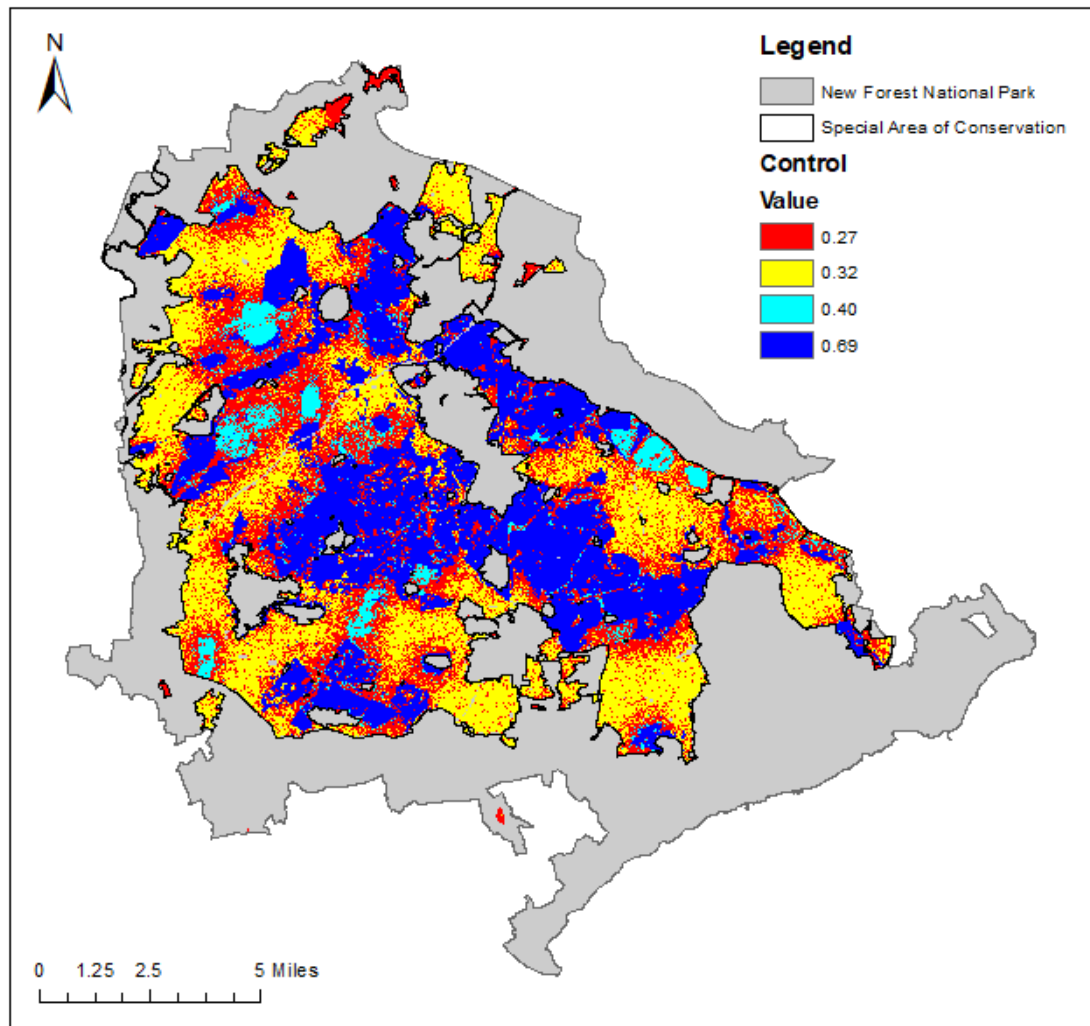 N
Legend
New Forest National Park
Special Area of Conservation
Control
Value
0.27
0.32
0.40
0.69
0 1.25 2.5 5 Miles